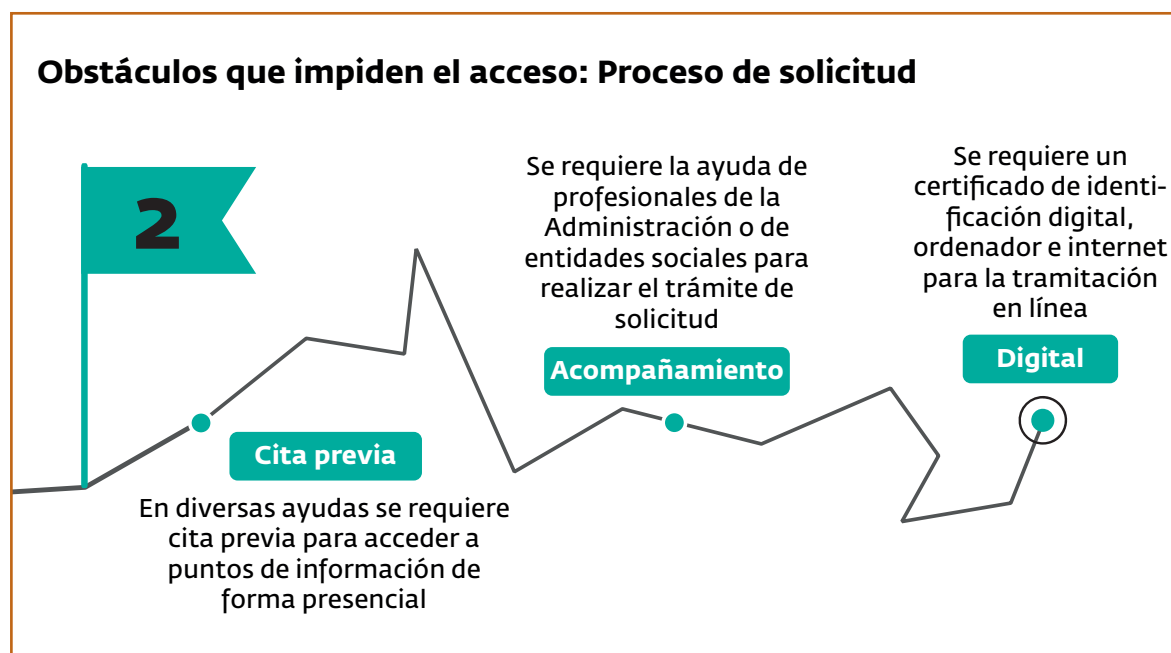 Obstáculos que impiden el acceso: Proceso de solicitud
2
Cita previa
En diversas ayudas se requiere
cita previa para acceder a
puntos de información de
forma presencial
Se requiere la ayuda de
profesionales de la
Administración o de
entidades sociales para
realizar el trámite de
solicitud
Acompañamiento
Se requiere un
certificado de identi-
ficación digital,
ordenador e internet
para la tramitación
en línea
Digital